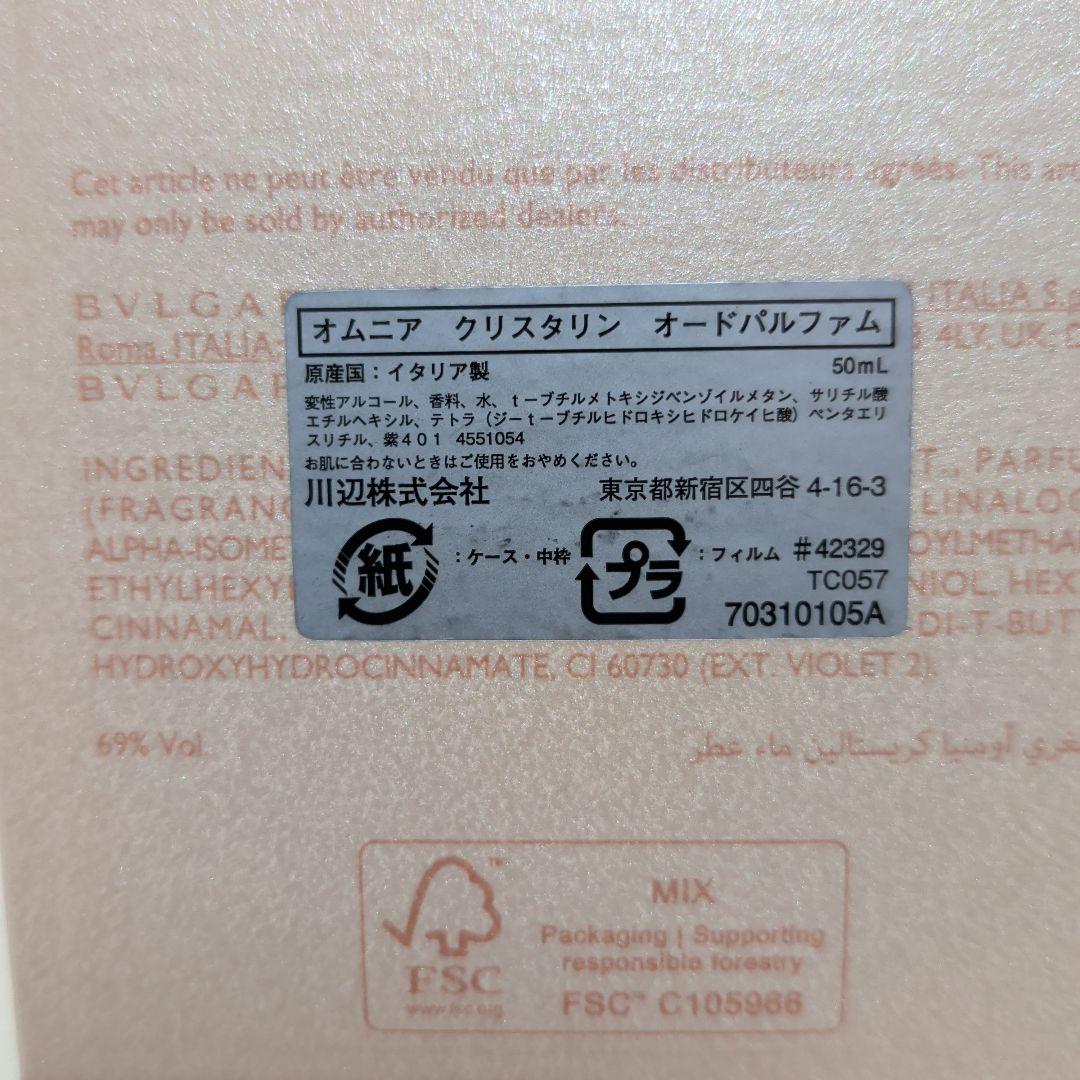 Cet article ne peut être vendu que par les distributeurs agréés. This
may only be sold by authorized dealers.
BVLGA
ITALIA S.
Roma, ITALIA.
4LY, UK.
BVLGA
オムニア クリスタリン オードパルファム
原産国:イタリア製 50mL
変性アルコール、香料、水、t-ブチルメトキシジベンゾイルメタン、サリチル酸
エチルヘキシル、テトラ(ジ-t-ブチルヒドロキシヒドロケイヒ酸)ペンタエリ
スリチル、紫401 4551054
お肌に合わないときはご使用をおやめください。
川辺株式会社 東京都新宿区四谷 4-16-3
紙 :ケース・中枠 プラ :フィルム #42329
TC057
70310105A
INGREDIEN
(FRAGRAN
LINALOO
ALPHA-ISOME
OYLMETHA
ETHYLHEXY
NIOL, HEX
CINNAMAL,
DI-T-BUT
HYDROXYHYDROCINNAMATE, CI 60730 (EXT. VIOLET 2).
69% Vol.
أومنيا كريستالين ماء عطر
FSC™
www.fsc.org
MIX
Packaging | Supporting
responsible forestry
FSC™ C105966